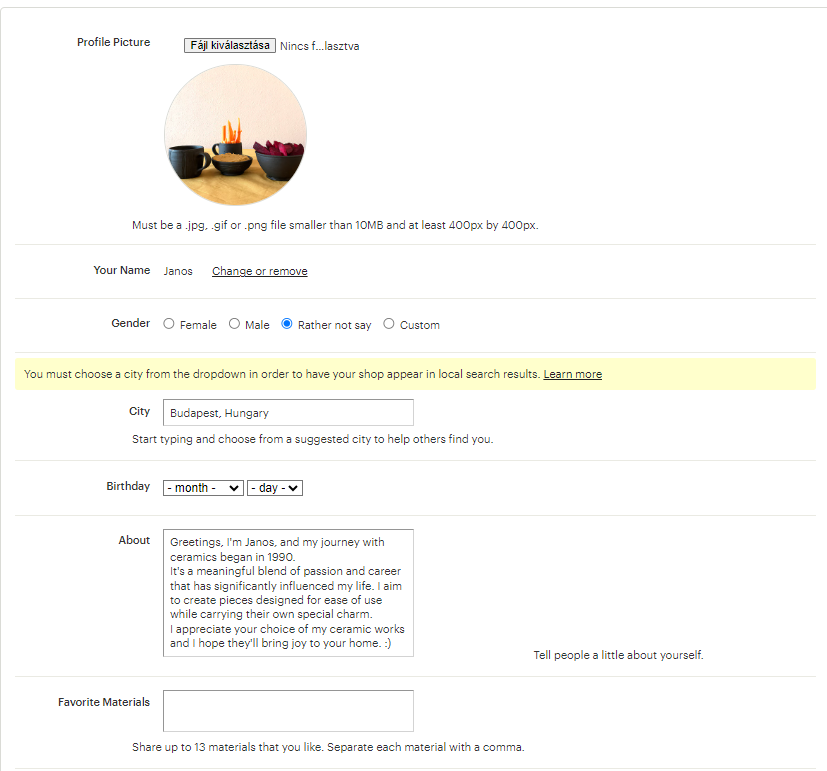 Profile Picture
Fájl kiválasztása Nincs f...lasztva
Must be a .jpg, .gif or .png file smaller than 10MB and at least 400px by 400px.
Your Name Janos Change or remove
Gender Female Male Rather not say Custom
You must choose a city from the dropdown in order to have your shop appear in local search results. Learn more
City Budapest, Hungary
Start typing and choose from a suggested city to help others find you.
Birthday - month - - day -
About
Greetings, I'm Janos, and my journey with
ceramics began in 1990.
It's a meaningful blend of passion and career
that has significantly influenced my life. I aim
to create pieces designed for ease of use
while carrying their own special charm.
I appreciate your choice of my ceramic works
and I hope they'll bring joy to your home. :)
Tell people a little about yourself.
Favorite Materials
Share up to 13 materials that you like. Separate each material with a comma.